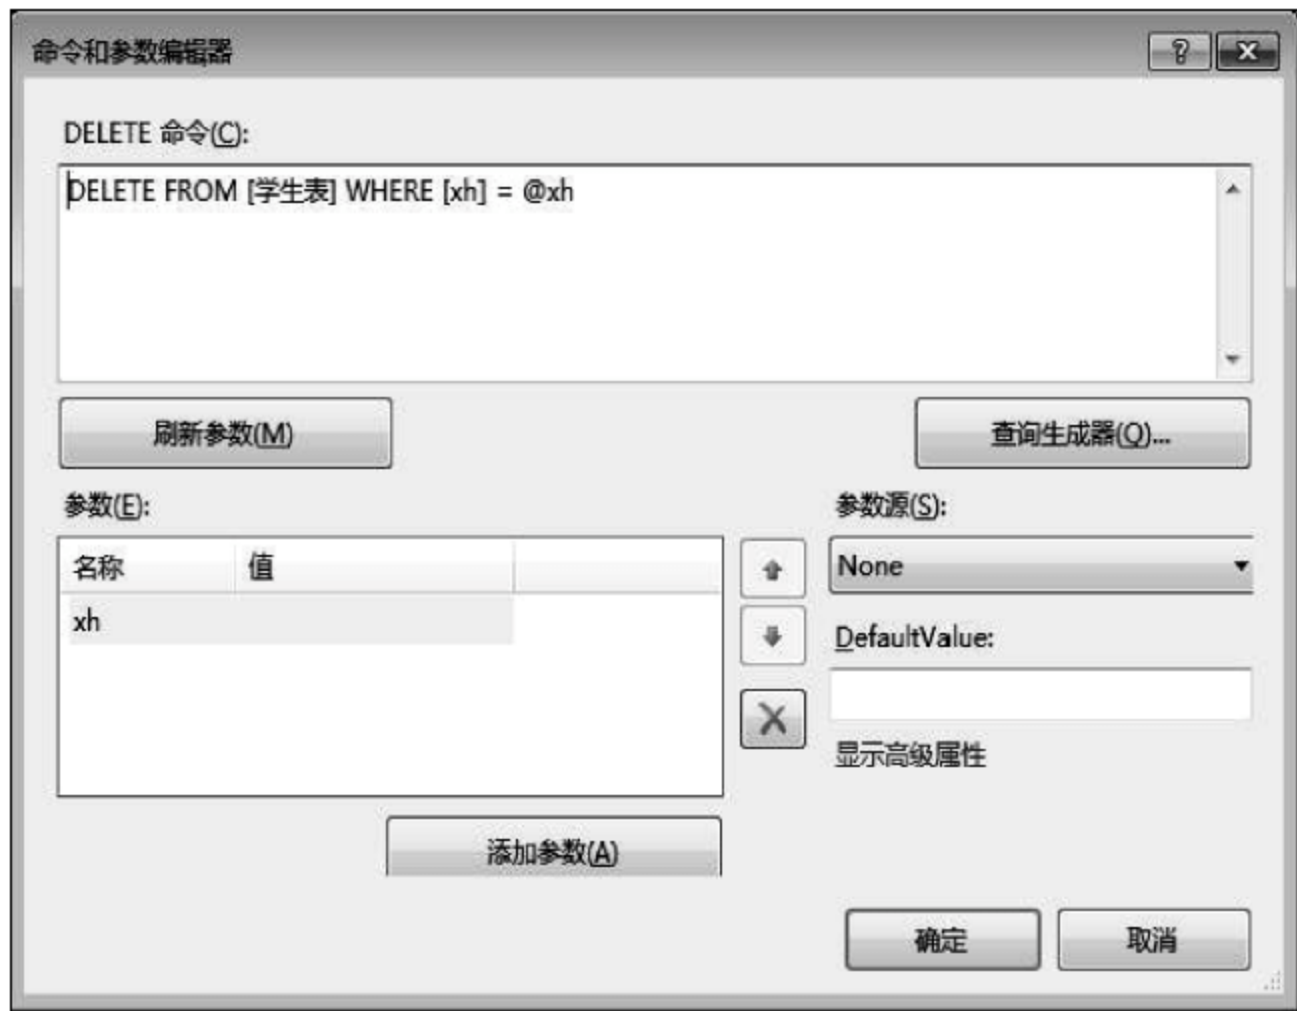 命令和参数编辑器
DELETE 命令(C):
DELETE FROM [学生表] WHERE [xh] = @xh
刷新参数(M)
查询生成器(Q)...
参数(E):
参数源(S):
名称 值
None
xh
DefaultValue:
显示高级属性
添加参数(A)
确定
取消